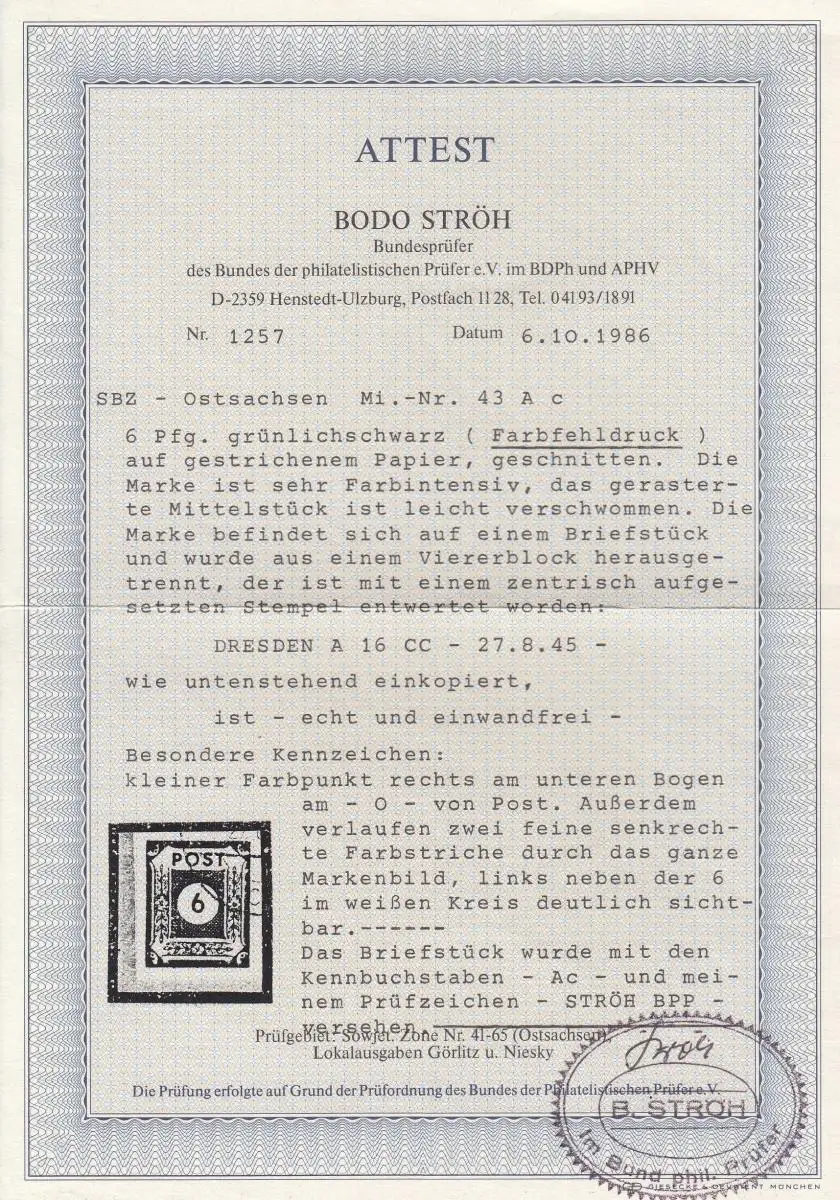 ATTEST
BODO STRÖH
Bundesprüfer
des Bundes der philatelistischen Prüfer e.V. im BDPh und APHV
D-2359 Henstedt-Ulzburg, Postfach 1128, Tel. 04193/1891
Nr. 1257 Datum 6.10.1986
SBZ - Ostsachsen Mi.-Nr. 43 A c
6 Pfg. grünlichschwarz ( Farbfehldruck )
auf gestrichenem Papier, geschnitten. Die
Marke ist sehr Farbintensiv, das geraster-
te Mittelstück ist leicht verschwommen. Die
Marke befindet sich auf einem Briefstück
und wurde aus einem Viererblock herausge-
trennt, der ist mit einem zentrisch aufge-
setzten Stempel entwertet worden:
DRESDEN A 16 CC - 27.8.45 -
wie untenstehend einkopiert,
ist - echt und einwandfrei -
Besondere Kennzeichen:
kleiner Farbpunkt rechts am unteren Bogen
am - O - von Post. Außerdem
verlaufen zwei feine senkrech-
te Farbstriche durch das ganze
Markenbild, links neben der 6
im weißen Kreis deutlich sicht-
bar.------
Das Briefstück wurde mit den
Kennbuchstaben - Ac - und mei-
nem Prüfzeichen - STRÖH BPP -
versehen.
POST
6
Prüfgebiet: Sowjet. Zone Nr. 41-65 (Ostsachsen),
Lokalausgaben Görlitz u. Niesky
Die Prüfung erfolgte auf Grund der Prüfordnung des Bundes der Philatelistischen Prüfer e.V.
Ströh
B. STRÖH
Im Bund phil. Prüfer
GIESECKE & DEVRIENT MÜNCHEN